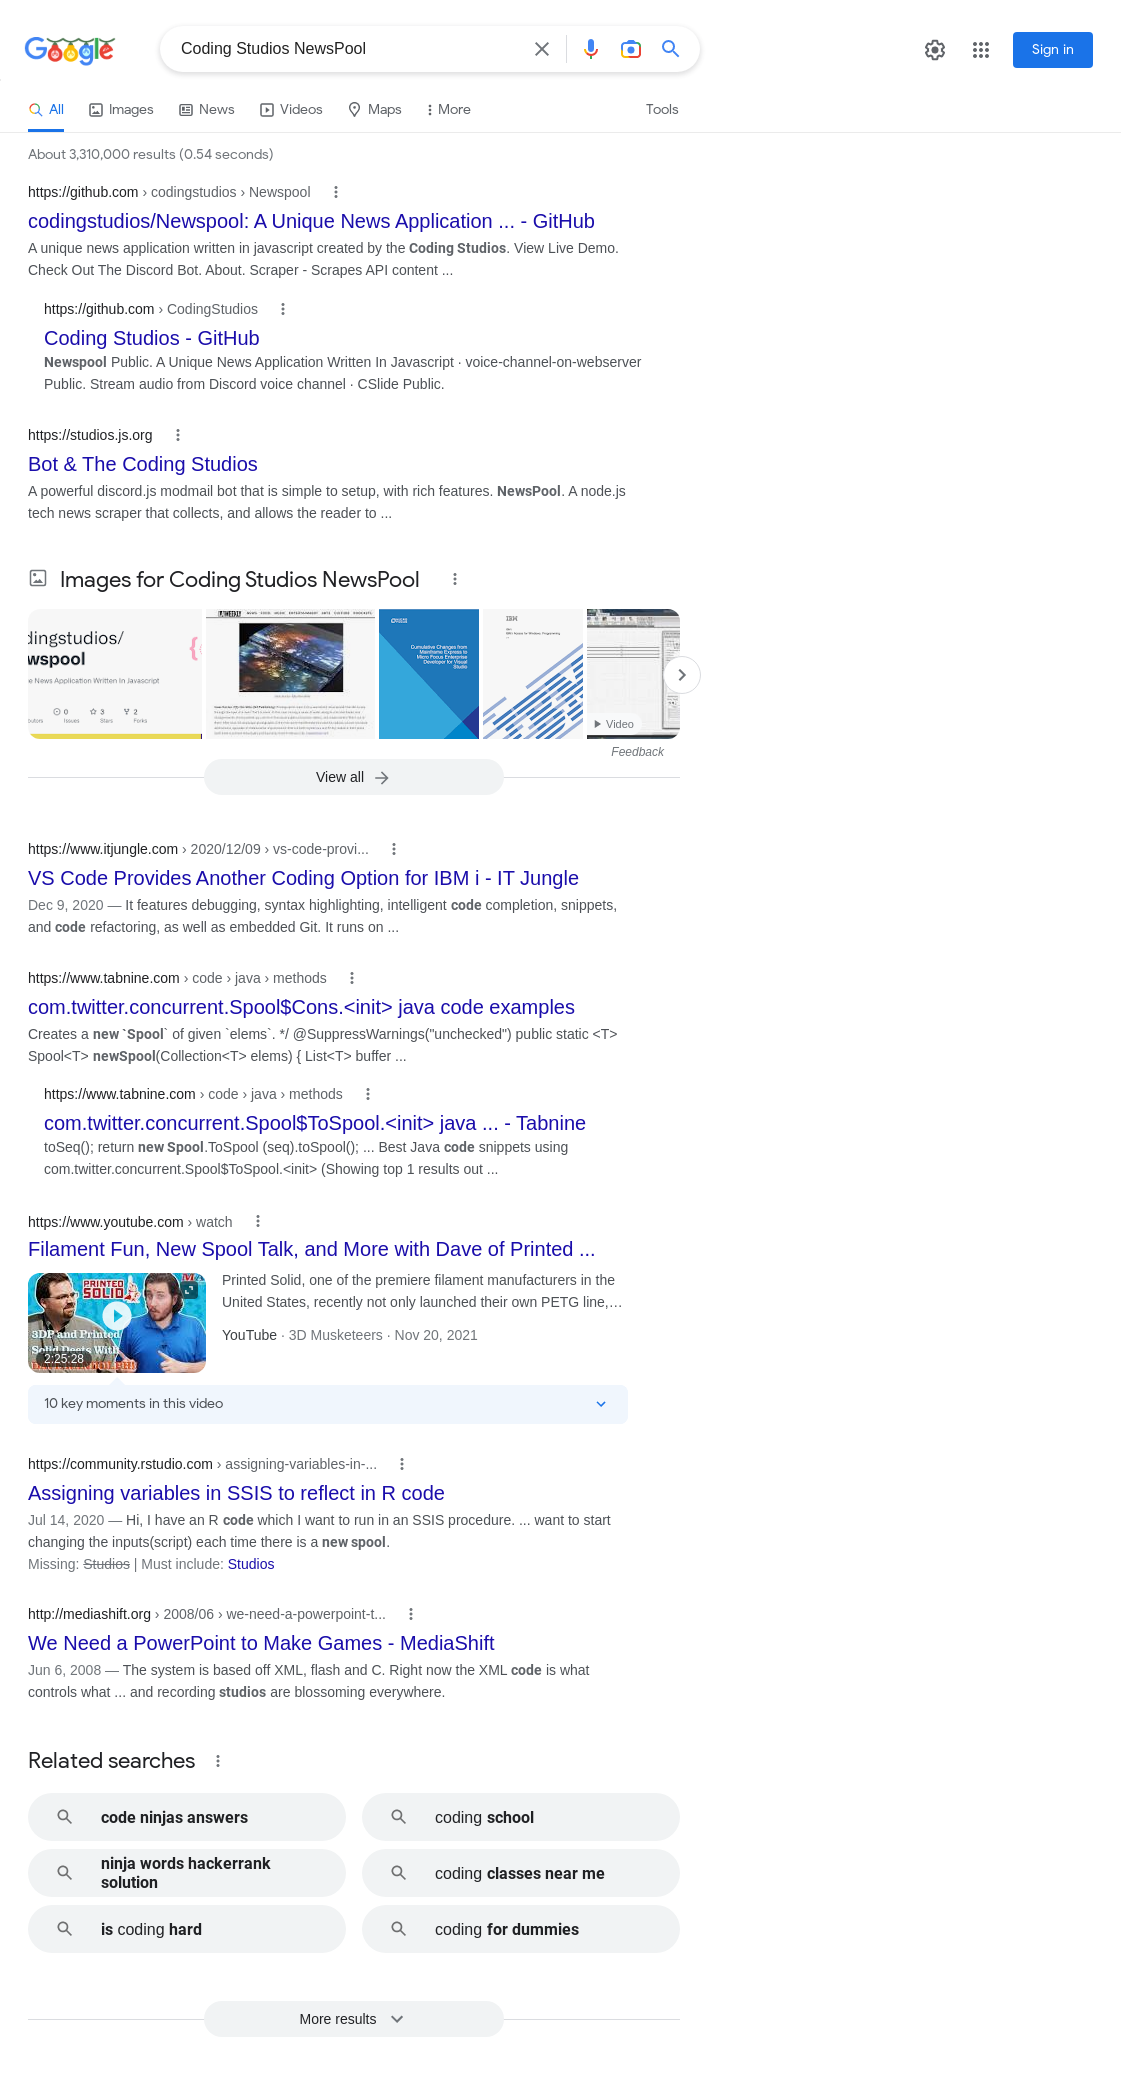 Google
Coding Studios NewsPool
Sign in
All Images News Videos Maps More Tools
About 3,310,000 results (0.54 seconds)
https://github.com › codingstudios › Newspool
codingstudios/Newspool: A Unique News Application ... - GitHub
A unique news application written in javascript created by the Coding Studios. View Live Demo.
Check Out The Discord Bot. About. Scraper - Scrapes API content ...
https://github.com › CodingStudios
Coding Studios - GitHub
Newspool Public. A Unique News Application Written In Javascript · voice-channel-on-webserver
Public. Stream audio from Discord voice channel · CSlide Public.
https://studios.js.org
Bot & The Coding Studios
A powerful discord.js modmail bot that is simple to setup, with rich features. NewsPool. A node.js
tech news scraper that collects, and allows the reader to ...
Images for Coding Studios NewsPool
dingstudios/
wspool
e News Application Written In Javascript
0 3 2
utors Issues Stars Forks
Cumulative Changes from
Mainframe Express to
Micro Focus Enterprise
Developer for Visual
Studio
IBM
Video
Feedback
View all
https://www.itjungle.com › 2020/12/09 › vs-code-provi...
VS Code Provides Another Coding Option for IBM i - IT Jungle
Dec 9, 2020 — It features debugging, syntax highlighting, intelligent code completion, snippets,
and code refactoring, as well as embedded Git. It runs on ...
https://www.tabnine.com › code › java › methods
com.twitter.concurrent.Spool$Cons.<init> java code examples
Creates a new `Spool` of given `elems`. */ @SuppressWarnings("unchecked") public static <T>
Spool<T> newSpool(Collection<T> elems) { List<T> buffer ...
https://www.tabnine.com › code › java › methods
com.twitter.concurrent.Spool$ToSpool.<init> java ... - Tabnine
toSeq(); return new Spool.ToSpool (seq).toSpool(); ... Best Java code snippets using
com.twitter.concurrent.Spool$ToSpool.<init> (Showing top 1 results out ...
https://www.youtube.com › watch
Filament Fun, New Spool Talk, and More with Dave of Printed ...
PRINTED
SOLID
3DP and Printed
Solid Deets With
2:25:28
Printed Solid, one of the premiere filament manufacturers in the
United States, recently not only launched their own PETG line,...
YouTube · 3D Musketeers · Nov 20, 2021
10 key moments in this video
https://community.rstudio.com › assigning-variables-in-...
Assigning variables in SSIS to reflect in R code
Jul 14, 2020 — Hi, I have an R code which I want to run in an SSIS procedure. ... want to start
changing the inputs(script) each time there is a new spool.
Missing: Studios | Must include: Studios
http://mediashift.org › 2008/06 › we-need-a-powerpoint-t...
We Need a PowerPoint to Make Games - MediaShift
Jun 6, 2008 — The system is based off XML, flash and C. Right now the XML code is what
controls what ... and recording studios are blossoming everywhere.
Related searches
code ninjas answers
coding school
ninja words hackerrank
solution
coding classes near me
is coding hard
coding for dummies
More results